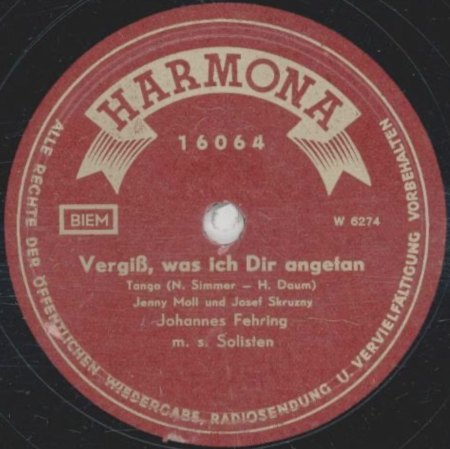 HARMONA
16064
BIEM
W 6274
Vergiß, was ich Dir angetan
Tango (N. Simmer – H. Daum)
Jenny Moll und Josef Skruzny
Johannes Fehring
m. s. Solisten
ALLE RECHTE DER ÖFFENTLICHEN WIEDERGABE, RADIOSENDUNG U. VERVIELFÄLTIGUNG VORBEHALTEN